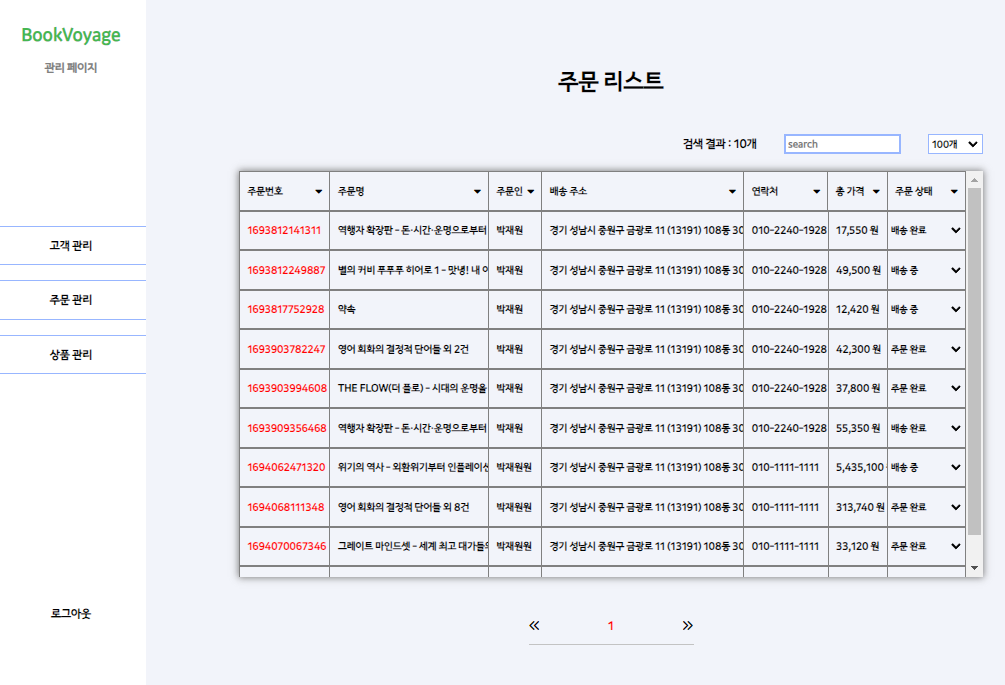 BookVoyage
관리 페이지
고객 관리
주문 관리
상품 관리
로그아웃
주문 리스트
검색 결과 : 10개 search 100개
주문번호 주문명 주문인 배송 주소 연락처 총 가격 주문 상태
1693812141311 역행자 확장판 - 돈·시간·운명으로부터 박재원 경기 성남시 중원구 금광로 11 (13191) 108동 30 010-2240-1928 17,550 원 배송 완료
1693812249887 별의 커비 푸푸푸 히어로 1 - 맛냉! 내 박재원 경기 성남시 중원구 금광로 11 (13191) 108동 30 010-2240-1928 49,500 원 배송 중
1693817752928 약속 박재원 경기 성남시 중원구 금광로 11 (13191) 108동 30 010-2240-1928 12,420 원 배송 중
1693903782247 영어 회화의 결정적 단어들 외 2건 박재원 경기 성남시 중원구 금광로 11 (13191) 108동 30 010-2240-1928 42,300 원 주문 완료
1693903994608 THE FLOW(더 플로) - 시대의 운명을 박재원 경기 성남시 중원구 금광로 11 (13191) 108동 30 010-2240-1928 37,800 원 주문 완료
1693909356468 역행자 확장판 - 돈·시간·운명으로부터 박재원 경기 성남시 중원구 금광로 11 (13191) 108동 30 010-2240-1928 55,350 원 배송 완료
1694062471320 위기의 역사 - 외환위기부터 인플레이션 박재원원 경기 성남시 중원구 금광로 11 (13191) 108동 30 010-1111-1111 5,435,100 배송 중
1694068111348 영어 회화의 결정적 단어들 외 8건 박재원원 경기 성남시 중원구 금광로 11 (13191) 108동 30 010-1111-1111 313,740 원 주문 완료
1694070067346 그레이트 마인드셋 - 세계 최고 대가들의 박재원원 경기 성남시 중원구 금광로 11 (13191) 108동 30 010-1111-1111 33,120 원 주문 완료
« 1 »